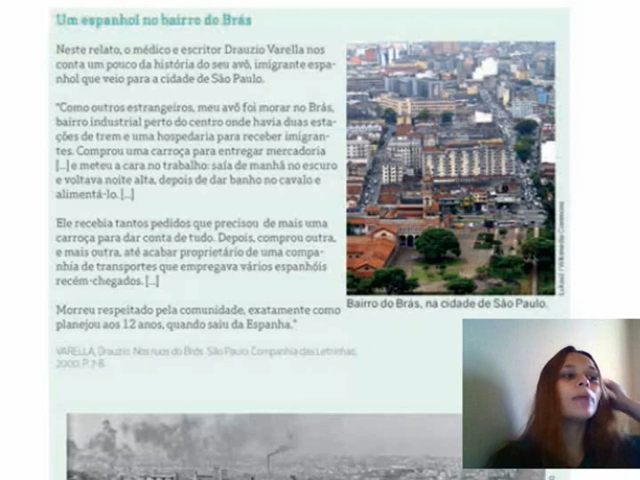 Um espanhol no bairro do Brás
Neste relato, o médico e escritor Drauzio Varella nos
conta um pouco da história do seu avô, imigrante espa-
nhol que veio para a cidade de São Paulo.
"Como outros estrangeiros, meu avô foi morar no Brás,
bairro industrial perto do centro onde havia duas esta-
ções de trem e uma hospedaria para receber imigran-
tes. Comprou uma carroça para entregar mercadoria
[...] e meteu a cara no trabalho: saía de manhã no escuro
e voltava noite alta, depois de dar banho no cavalo e
alimentá-lo. [...]
Ele recebia tantos pedidos que precisou de mais uma
carroça para dar conta de tudo. Depois, comprou outra,
e mais outra, até acabar proprietário de uma compa-
nhia de transportes que empregava vários espanhóis
recém-chegados. [...]
Morreu respeitado pela comunidade, exatamente como
planejou aos 12 anos, quando saiu da Espanha."
VARELLA, Drauzio. Nas ruas do Brás. São Paulo: Companhia das Letrinhas,
2000. P. 7-8.
/ Wikimedia Commons
Bairro do Brás, na cidade de São Paulo.